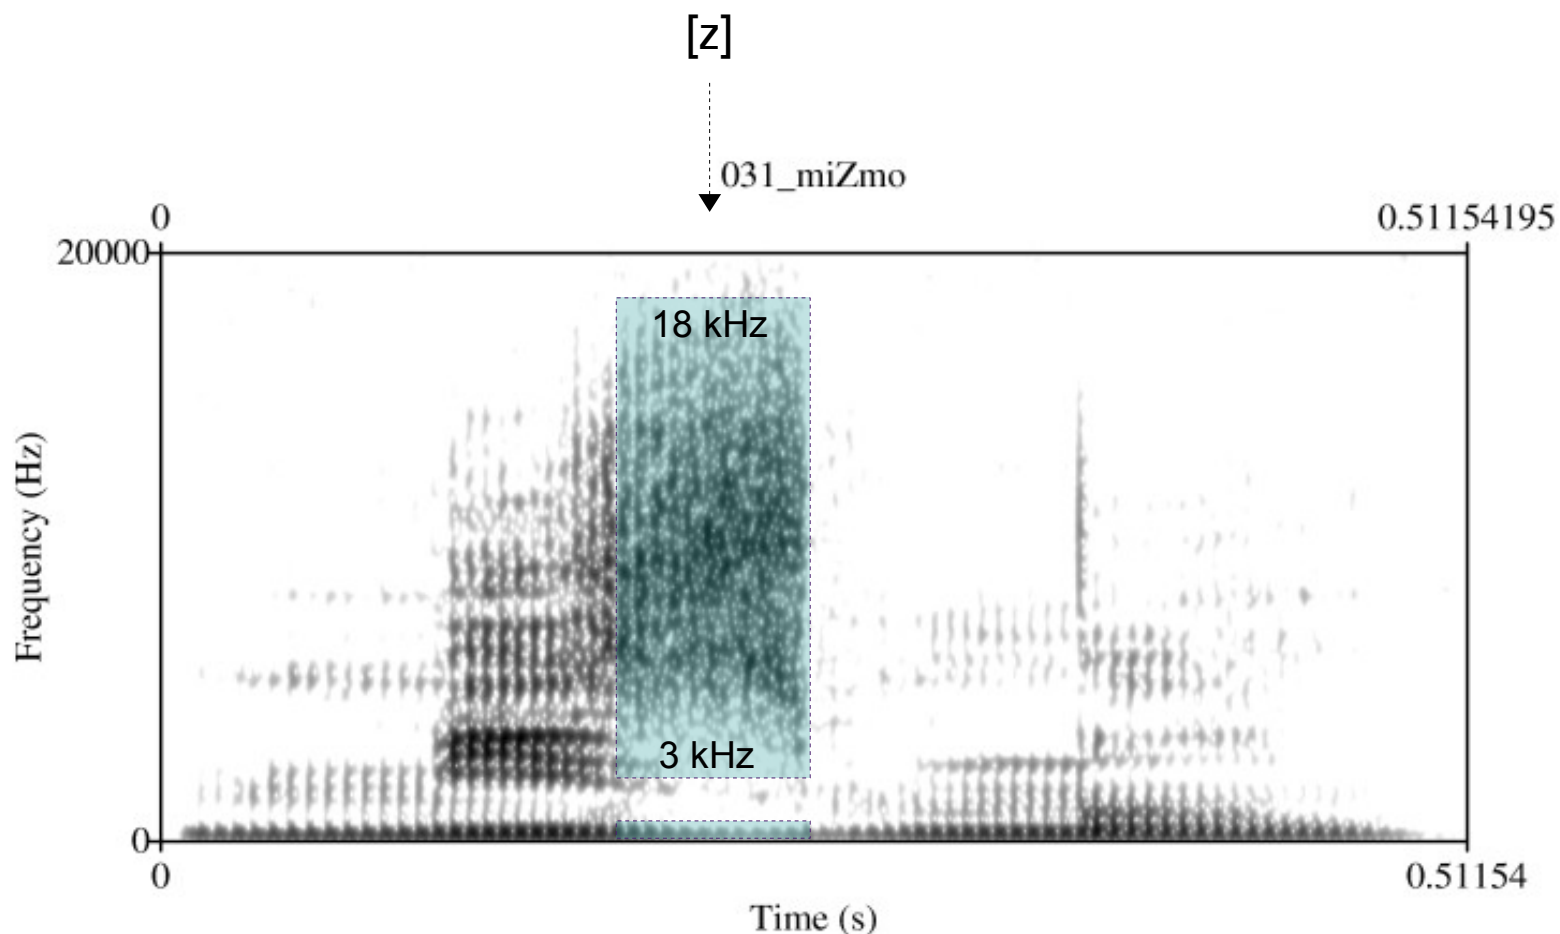 [z]
031_miZmo
0 0.51154195
20000
18 kHz
Frequency (Hz)
3 kHz
0
0 0.51154
Time (s)